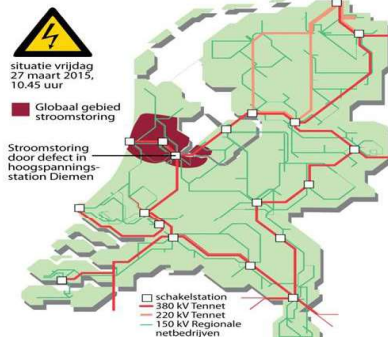 situatie vrijdag
27 maart 2015,
10.45 uur
Globaal gebied
stroomstoring
Stroomstoring
door defect in
hoogspannings-
station Diemen
schakelstation
380 kV Tennet
220 kV Tennet
150 kV Regionale
netbedrijven